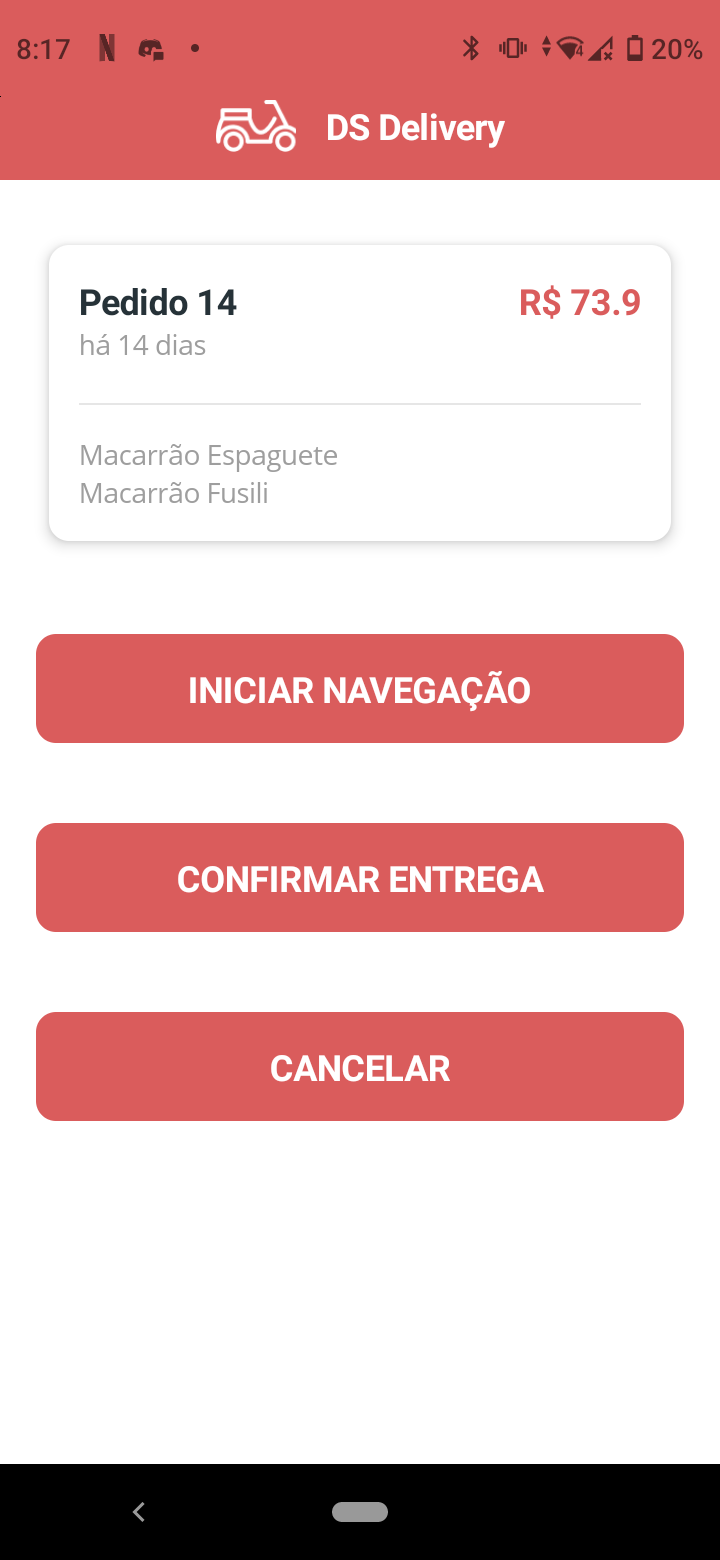 8:17 20%
DS Delivery
Pedido 14 R$ 73.9
há 14 dias
Macarrão Espaguete
Macarrão Fusili
INICIAR NAVEGAÇÃO
CONFIRMAR ENTREGA
CANCELAR